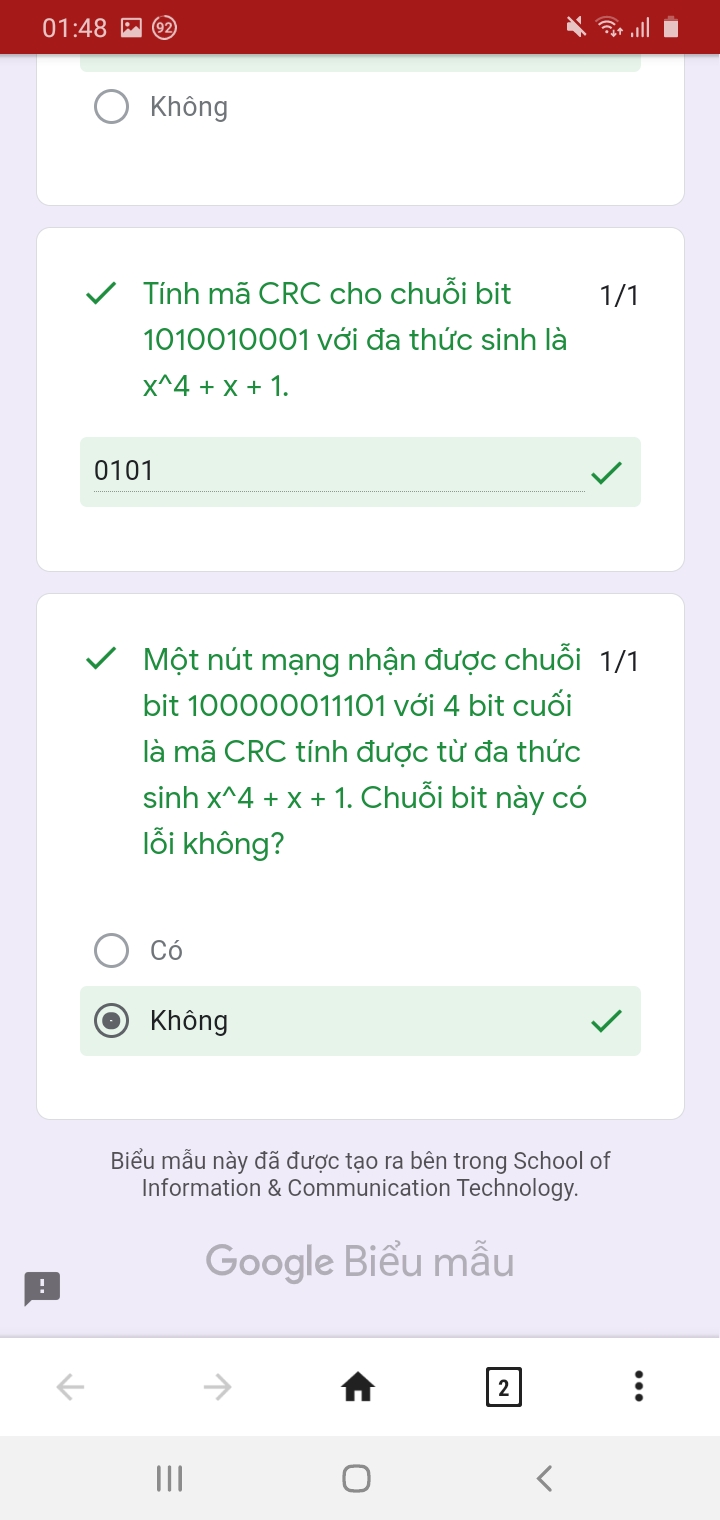 01:48
92
Không
Tính mã CRC cho chuỗi bit
1/1
1010010001 với đa thức sinh là
x^4 + x + 1.
0101
Một nút mạng nhận được chuỗi
1/1
bit 100000011101 với 4 bit cuối
là mã CRC tính được từ đa thức
sinh x^4 + x + 1. Chuỗi bit này có
lỗi không?
Có
Không
Biểu mẫu này đã được tạo ra bên trong School of
Information & Communication Technology.
Google Biểu mẫu
2